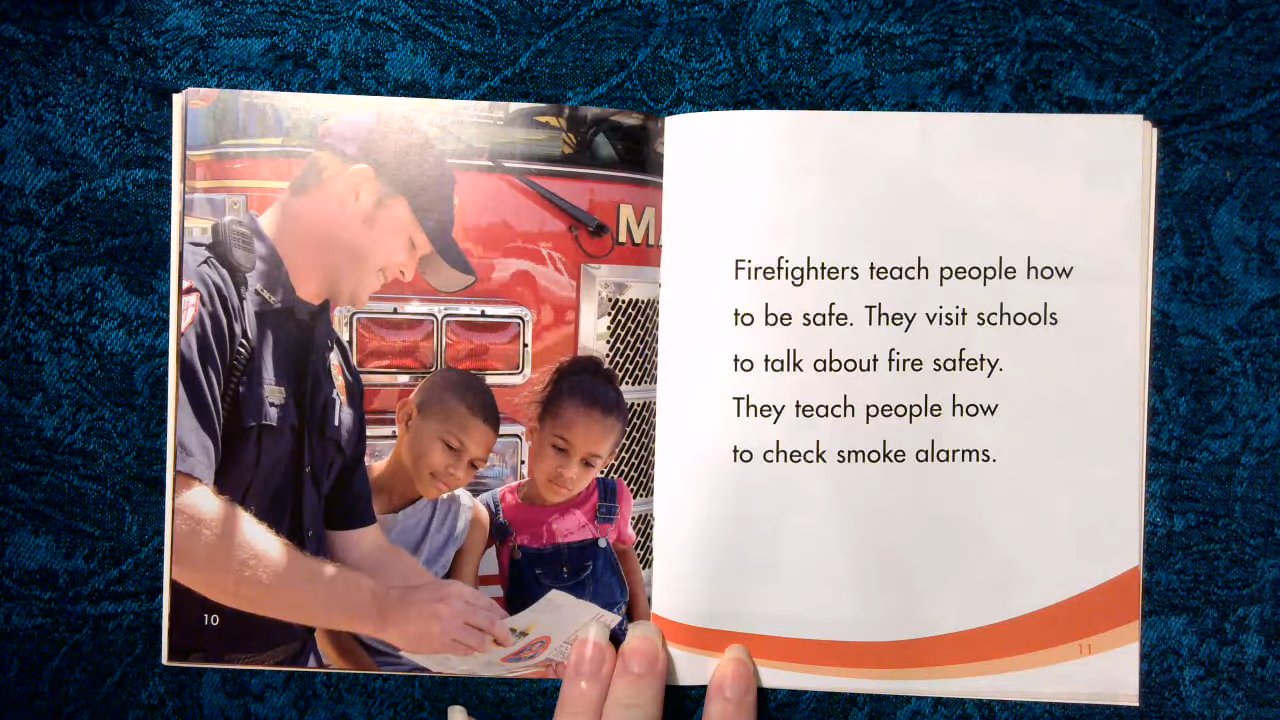 MA
10
Firefighters teach people how
to be safe. They visit schools
to talk about fire safety.
They teach people how
to check smoke alarms.
11